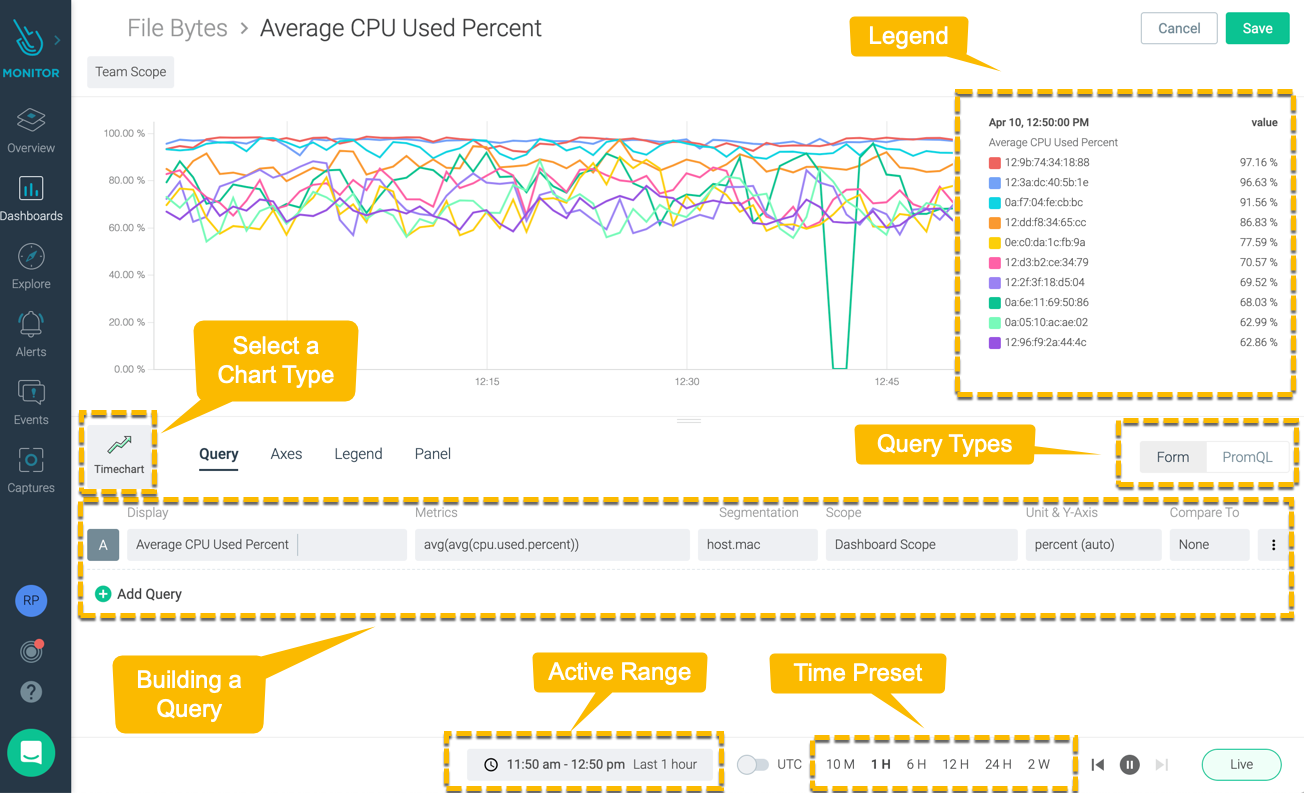 File Bytes > Average CPU Used Percent
Cancel
Save
Legend
MONITOR
Team Scope
Overview
Dashboards
Explore
Alerts
Events
Captures
RP
100.00 %
80.00 %
60.00 %
40.00 %
20.00 %
0.00 %
12:15
12:30
12:45
Apr 10, 12:50:00 PM value
Average CPU Used Percent
12:9b:74:34:18:88 97.16 %
12:3a:dc:40:5b:1e 96.63 %
0a:f7:04:fe:cb:bc 91.56 %
12:dd:f8:34:65:cc 86.83 %
0e:c0:da:1c:fb:9a 77.59 %
12:d3:b2:ce:34:79 70.57 %
12:2f:3f:18:d5:04 69.52 %
0a:6e:11:69:50:86 68.03 %
0a:05:10:ac:ae:02 62.99 %
12:96:f9:2a:44:4c 62.86 %
Select a
Chart Type
Timechart
Query Axes Legend Panel
Query Types
Form PromQL
Display Metrics Segmentation Scope Unit & Y-Axis Compare To
A Average CPU Used Percent avg(avg(cpu.used.percent)) host.mac Dashboard Scope percent (auto) None
Add Query
Building a
Query
Active Range
Time Preset
11:50 am - 12:50 pm Last 1 hour
UTC
10 M 1 H 6 H 12 H 24 H 2 W
Live